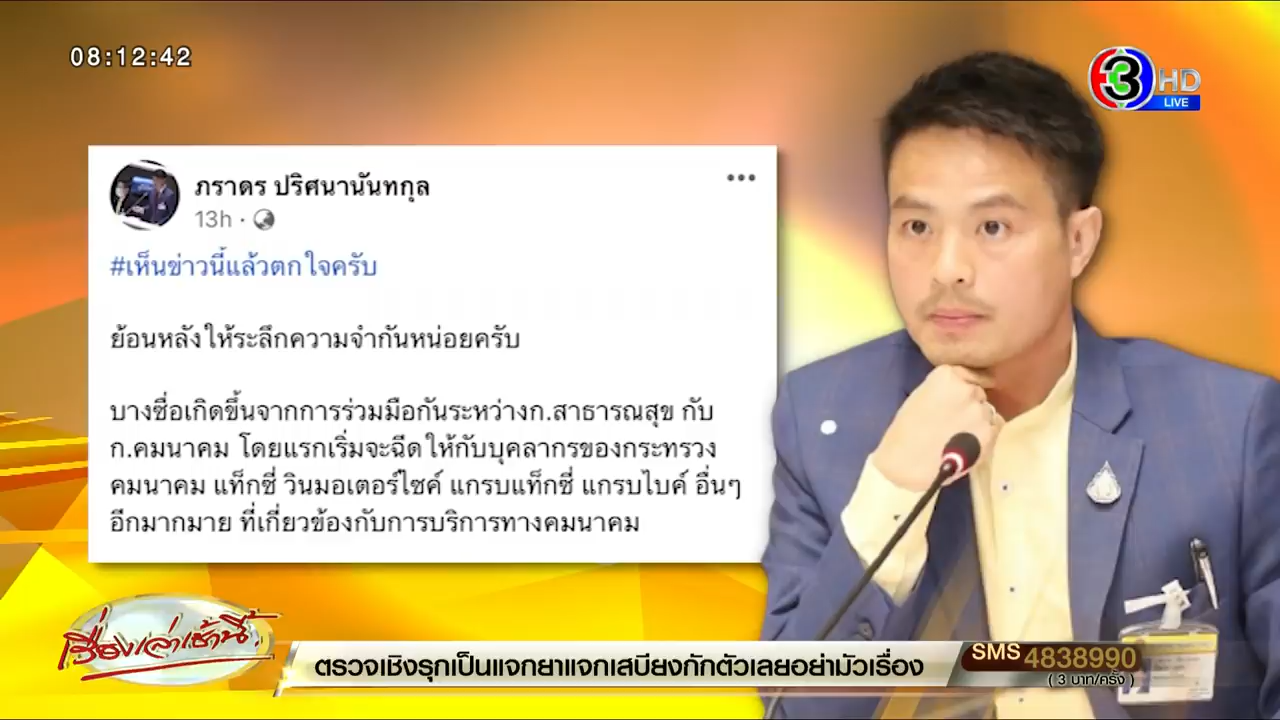 08:12:42
3 HD
LIVE
ภราดร ปริศนานันทกุล
13h
#เห็นข่าวนี้แล้วตกใจครับ
ย้อนหลังให้ระลึกความจำกันหน่อยครับ
บางซื่อเกิดขึ้นจากการร่วมมือกันระหว่างก.สาธารณสุข กับ
ก.คมนาคม โดยแรกเริ่มจะฉีดให้กับบุคลากรของกระทรวง
คมนาคม แท็กซี่ วินมอเตอร์ไซค์ แกรบแท็กซี่ แกรบไบค์ อื่นๆ
อีกมากมาย ที่เกี่ยวข้องกับการบริการทางคมนาคม
เรื่องเล่าเช้านี้
ตรวจเชิงรุกเป็นแจกยาแจกเสบียงกักตัวเลยอย่ามัวเรื่อง
SMS 4838990
( 3 บาท/ครั้ง )